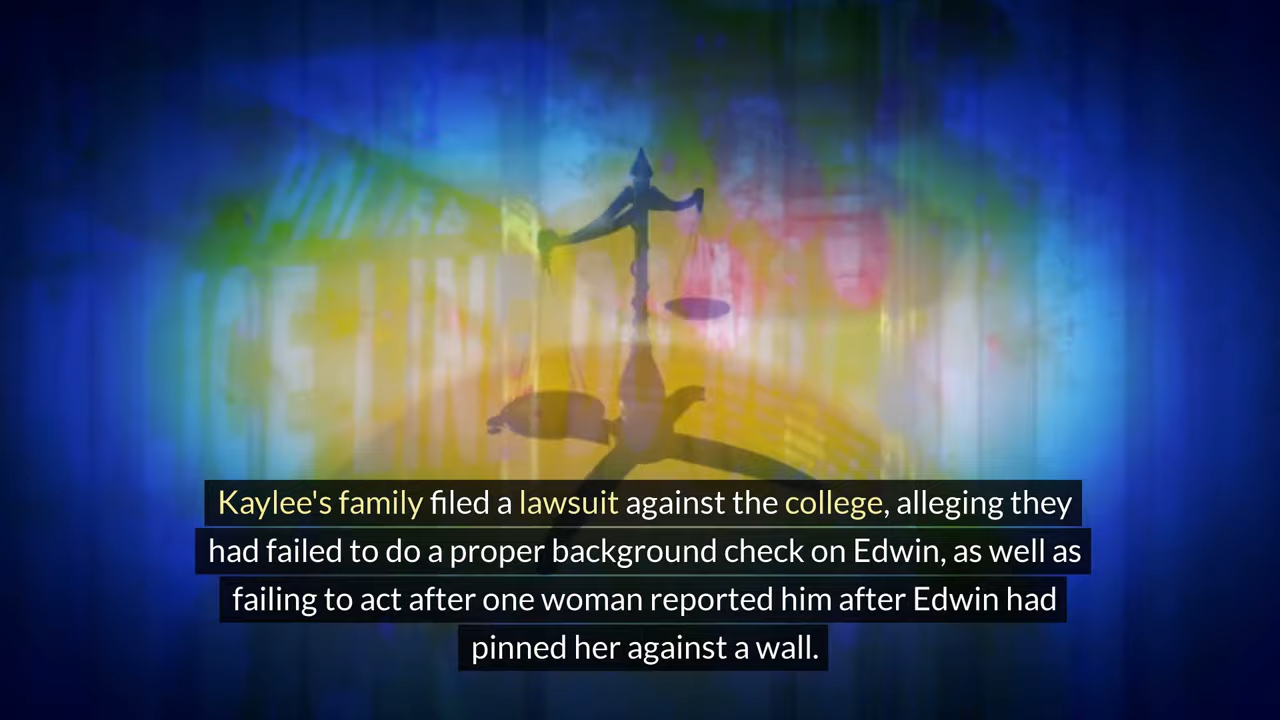 Kaylee's family filed a lawsuit against the college, alleging they
had failed to do a proper background check on Edwin, as well as
failing to act after one woman reported him after Edwin had
pinned her against a wall.